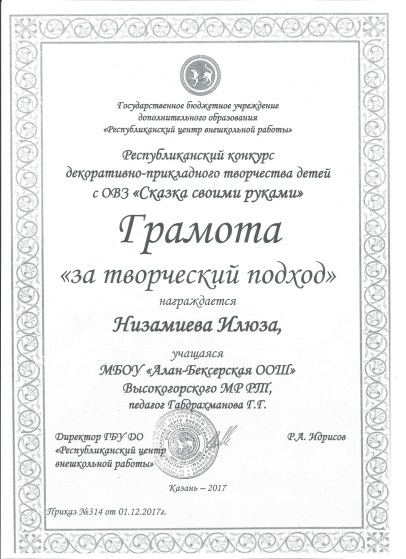 Государственное бюджетное учреждение
дополнительного образования
«Республиканский центр внешкольной работы»
Республиканский конкурс
декоративно-прикладного творчества детей
с ОВЗ «Сказка своими руками»
Грамота
«за творческий подход»
награждается
Низамиева Илюза,
учащаяся
МБОУ «Алан-Бексерская ООШ»
Высокогорского МР РТ,
педагог Габдрахманова Г.Г.
Директор ГБУ ДО
«Республиканский центр
внешкольной работы»
Р.А. Идрисов
Казань – 2017
Приказ №314 от 01.12.2017г.